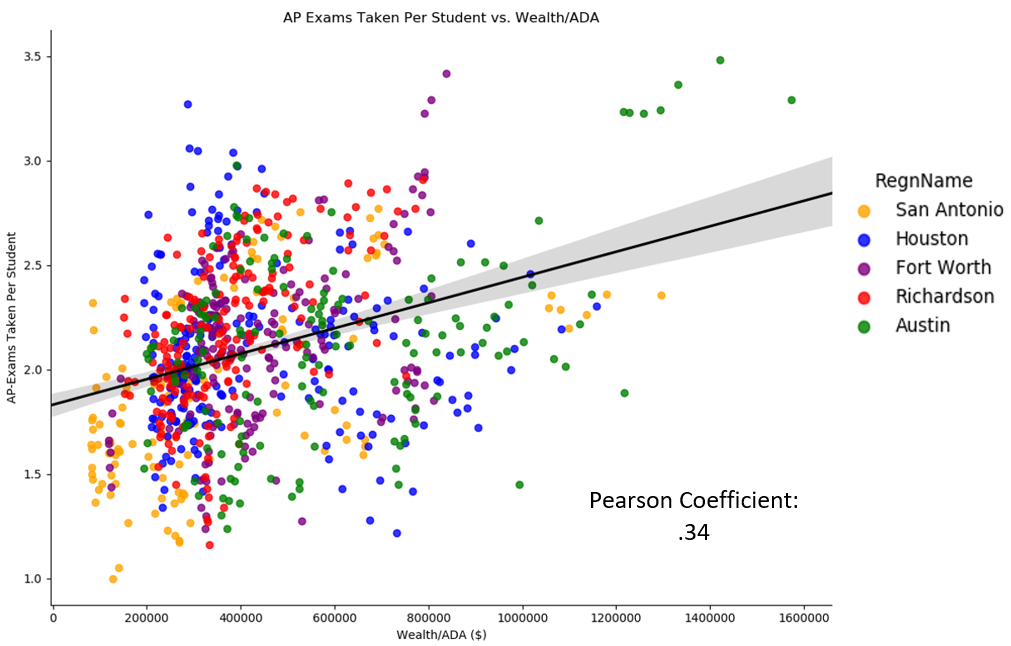 AP Exams Taken Per Student vs. Wealth/ADA
AP-Exams Taken Per Student
3.5
3.0
2.5
2.0
1.5
1.0
0 200000 400000 600000 800000 1000000 1200000 1400000 1600000
Wealth/ADA ($)
Pearson Coefficient:
.34
RegnName
San Antonio
Houston
Fort Worth
Richardson
Austin